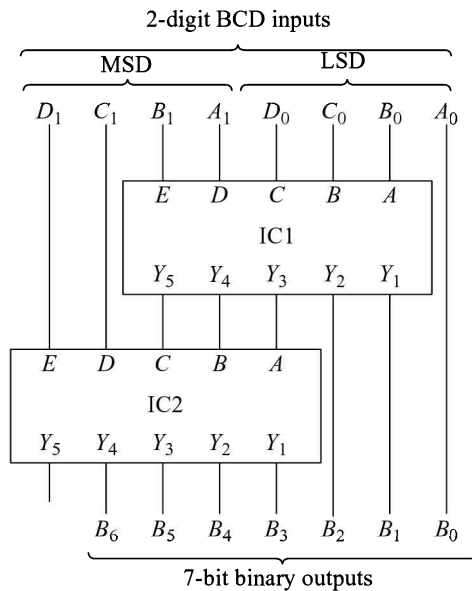 2-digit BCD inputs
MSD LSD
D₁ C₁ B₁ A₁ D₀ C₀ B₀ A₀
E D C B A
IC1
Y₅ Y₄ Y₃ Y₂ Y₁
E D C B A
IC2
Y₅ Y₄ Y₃ Y₂ Y₁
B₆ B₅ B₄ B₃ B₂ B₁ B₀
7-bit binary outputs